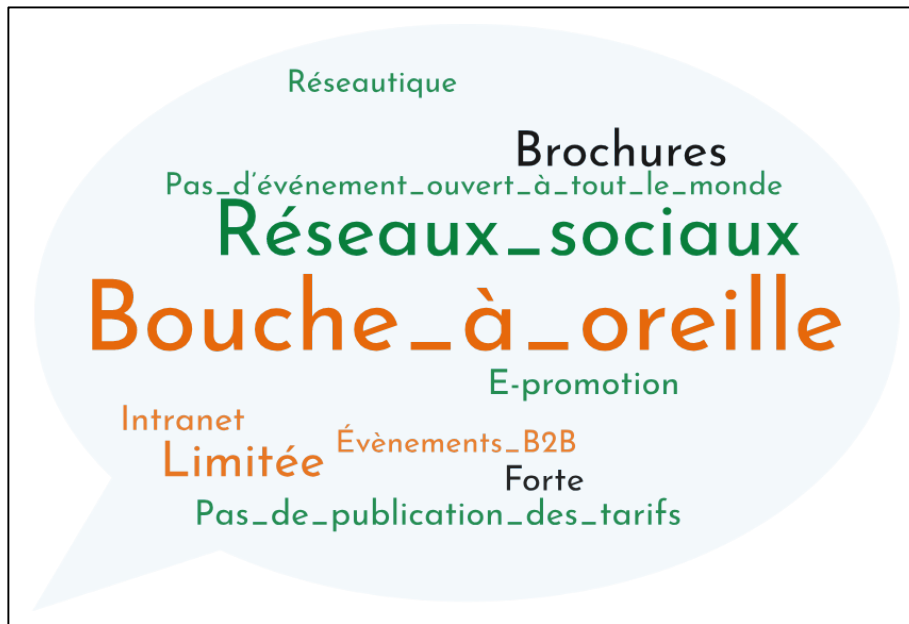 Réseautique
Brochures
Pas_d'événement_ouvert_à_tout_le_monde
Réseaux_sociaux
Bouche_à_oreille
E-promotion
Intranet
Évènements_B2B
Limitée
Forte
Pas_de_publication_des_tarifs